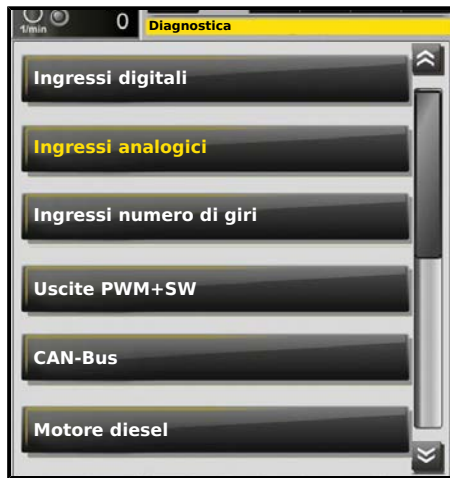 1/min 0 Diagnostica
Ingressi digitali
Ingressi analogici
Ingressi numero di giri
Uscite PWM+SW
CAN-Bus
Motore diesel